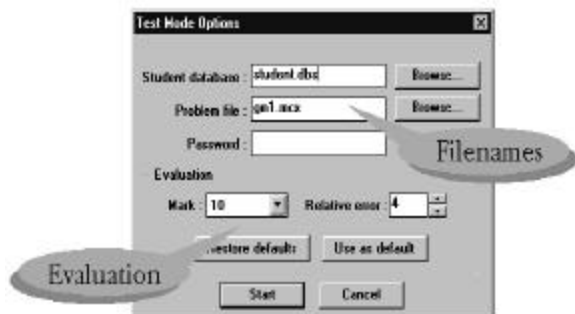 Test Mode Options
Student database : student.dbs Browse...
Problem file : gm1.mcx Browse...
Password :
Filenames
Evaluation
Mark : 10 Relative error : 4
Restore defaults Use as default
Evaluation
Start Cancel